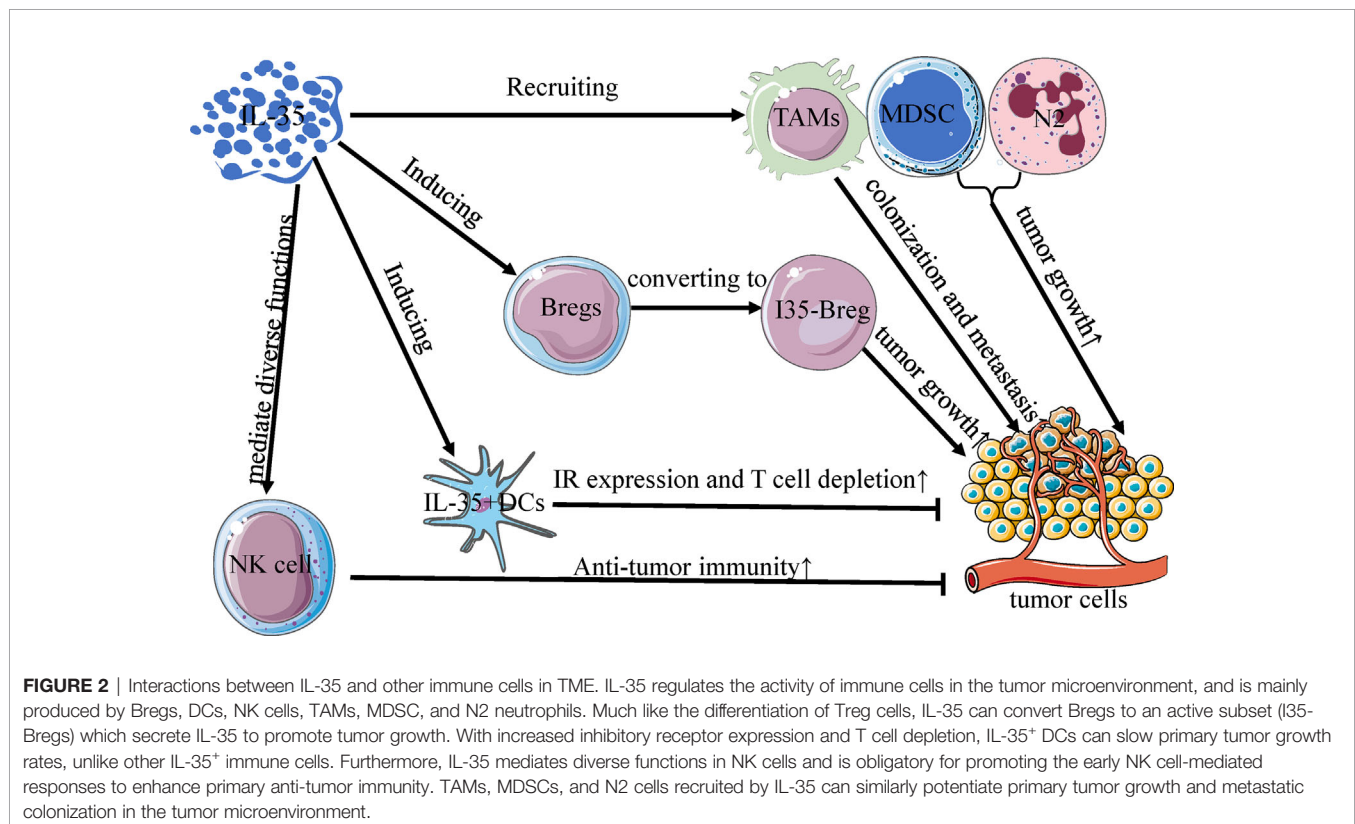 IL-35
Recruiting
TAMs
MDSC
N2
Inducing
Inducing
mediate diverse functions
colonization and metastasis
tumor growth↑
Bregs
converting to
I35-Breg
tumor growth↑
IL-35+DCs
IR expression and T cell depletion↑
NK cell
Anti-tumor immunity↑
tumor cells
FIGURE 2 | Interactions between IL-35 and other immune cells in TME. IL-35 regulates the activity of immune cells in the tumor microenvironment, and is mainly
produced by Bregs, DCs, NK cells, TAMs, MDSC, and N2 neutrophils. Much like the differentiation of Treg cells, IL-35 can convert Bregs to an active subset (I35-
Bregs) which secrete IL-35 to promote tumor growth. With increased inhibitory receptor expression and T cell depletion, IL-35⁺ DCs can slow primary tumor growth
rates, unlike other IL-35⁺ immune cells. Furthermore, IL-35 mediates diverse functions in NK cells and is obligatory for promoting the early NK cell-mediated
responses to enhance primary anti-tumor immunity. TAMs, MDSCs, and N2 cells recruited by IL-35 can similarly potentiate primary tumor growth and metastatic
colonization in the tumor microenvironment.